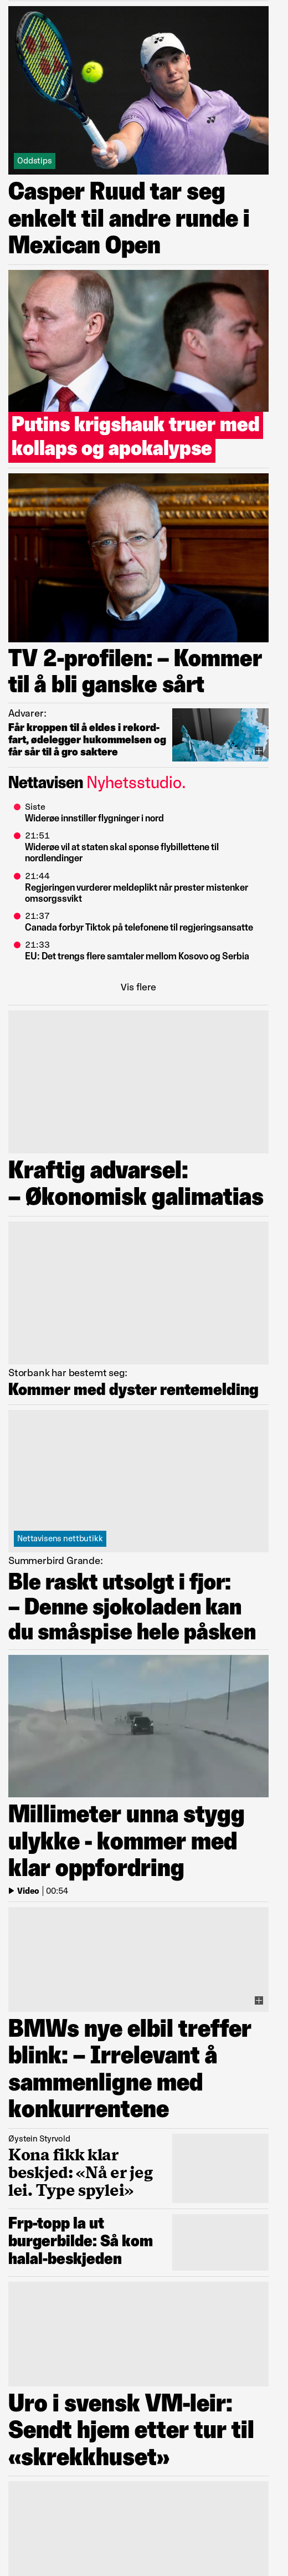 Oddstips
Casper Ruud tar seg
enkelt til andre runde i
Mexican Open
Putins krigshauk truer med
kollaps og apokalypse
TV 2-profilen: – Kommer
til å bli ganske sårt
Advarer:
Får kroppen til å eldes i rekord-
fart, ødelegger hukommelsen og
får sår til å gro saktere
Nettavisen Nyhetsstudio.
Siste
Widerøe innstiller flygninger i nord
21:51
Widerøe vil at staten skal sponse flybillettene til
nordlendinger
21:44
Regjeringen vurderer meldeplikt når prester mistenker
omsorgssvikt
21:37
Canada forbyr Tiktok på telefonene til regjeringsansatte
21:33
EU: Det trengs flere samtaler mellom Kosovo og Serbia
Vis flere
Kraftig advarsel:
– Økonomisk galimatias
Storbank har bestemt seg:
Kommer med dyster rentemelding
Nettavisens nettbutikk
Summerbird Grande:
Ble raskt utsolgt i fjor:
– Denne sjokoladen kan
du småspise hele påsken
Millimeter unna stygg
ulykke - kommer med
klar oppfordring
Video | 00:54
BMWs nye elbil treffer
blink: – Irrelevant å
sammenligne med
konkurrentene
Øystein Styrvold
Kona fikk klar
beskjed: «Nå er jeg
lei. Type spylei»
Frp-topp la ut
burgerbilde: Så kom
halal-beskjeden
Uro i svensk VM-leir:
Sendt hjem etter tur til
«skrekkhuset»